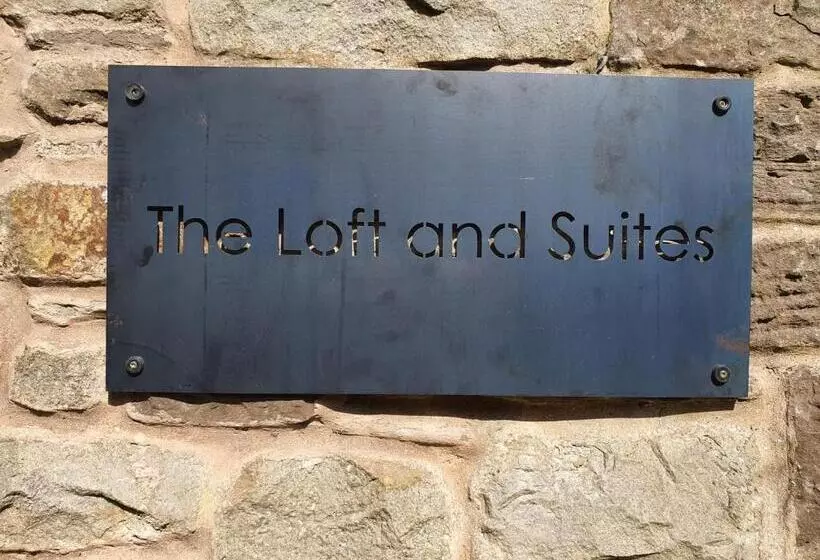 The Loft and Suites